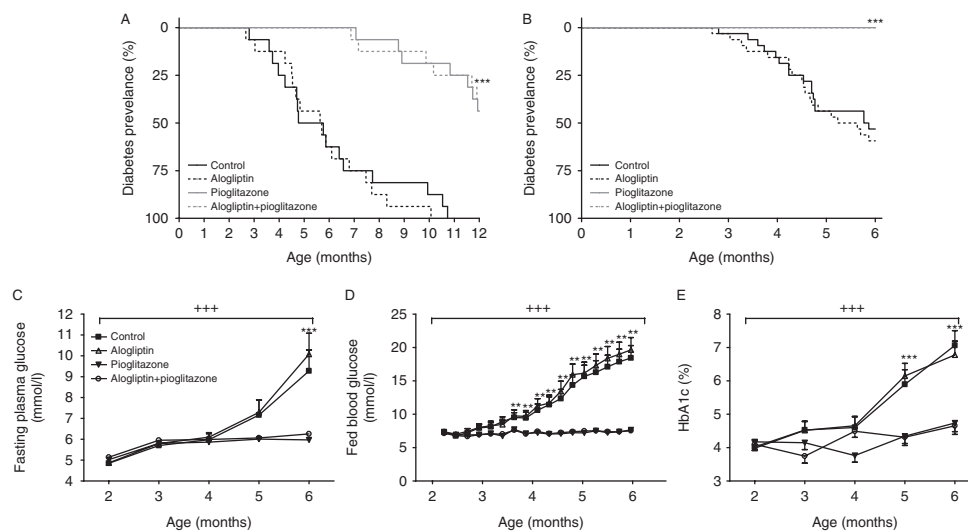 A
Diabetes prevelance (%)
0
25
50
75
100
Control
Alogliptin
Pioglitazone
Alogliptin+pioglitazone
***
0 1 2 3 4 5 6 7 8 9 10 11 12
Age (months)
B
Diabetes prevelance (%)
0
25
50
75
100
Control
Alogliptin
Pioglitazone
Alogliptin+pioglitazone
***
0 1 2 3 4 5 6
Age (months)
C
+++
Fasting plasma glucose
(mmol/l)
12
11
10
9
8
7
6
5
4
Control
Alogliptin
Pioglitazone
Alogliptin+pioglitazone
***
2 3 4 5 6
Age (months)
D
+++
Fed blood glucose
(mmol/l)
25
20
15
10
5
0
** ** ** ** ** ** ** ** ** ** **
2 3 4 5 6
Age (months)
E
+++
HbA1c (%)
8
7
6
5
4
3
2
*** ***
2 3 4 5 6
Age (months)